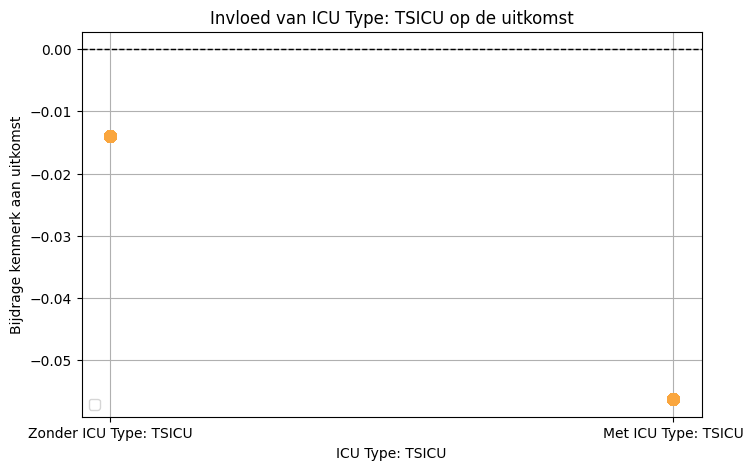 Invloed van ICU Type: TSICU op de uitkomst
Bijdrage kenmerk aan uitkomst
0.00
−0.01
−0.02
−0.03
−0.04
−0.05
Zonder ICU Type: TSICU
Met ICU Type: TSICU
ICU Type: TSICU